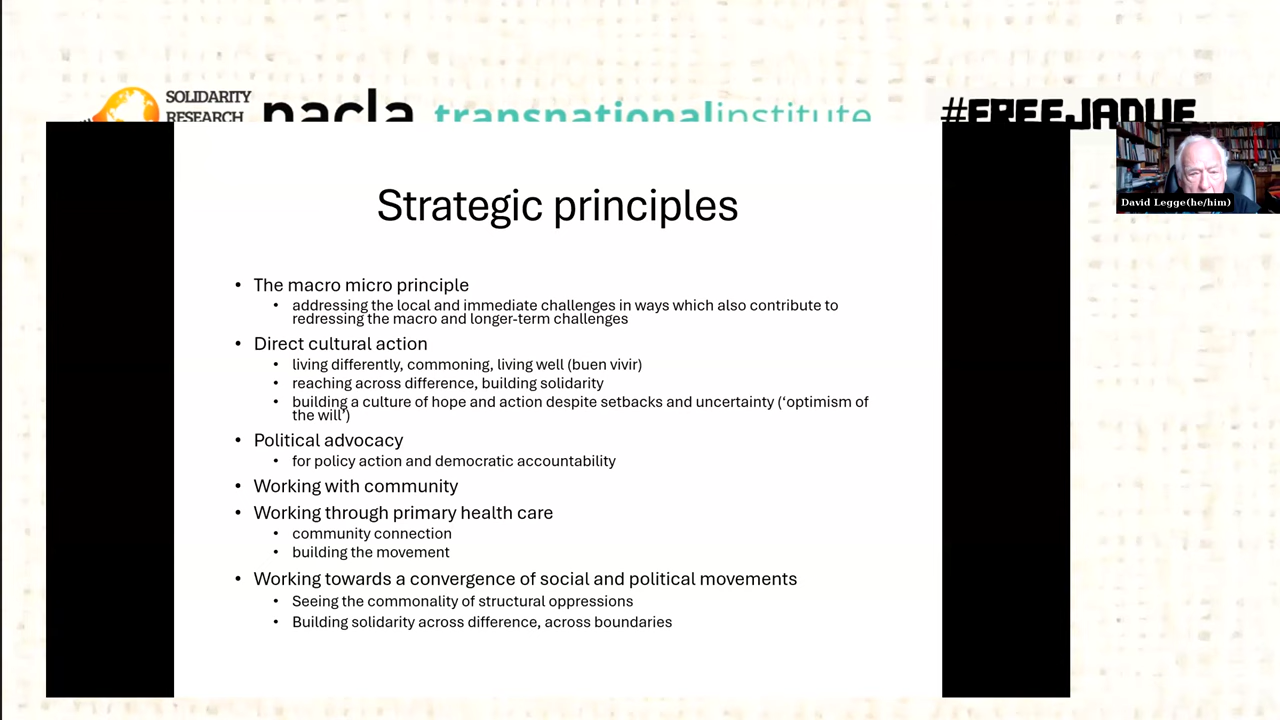 SOLIDARITY
RESEARCH
nacla
transnationalinstitute
#FREEJADUE
David Legge(he/him)
Strategic principles
• The macro micro principle
• addressing the local and immediate challenges in ways which also contribute to
redressing the macro and longer-term challenges
• Direct cultural action
• living differently, commoning, living well (buen vivir)
• reaching across difference, building solidarity
• building a culture of hope and action despite setbacks and uncertainty (‘optimism of
the will’)
• Political advocacy
• for policy action and democratic accountability
• Working with community
• Working through primary health care
• community connection
• building the movement
• Working towards a convergence of social and political movements
• Seeing the commonality of structural oppressions
• Building solidarity across difference, across boundaries